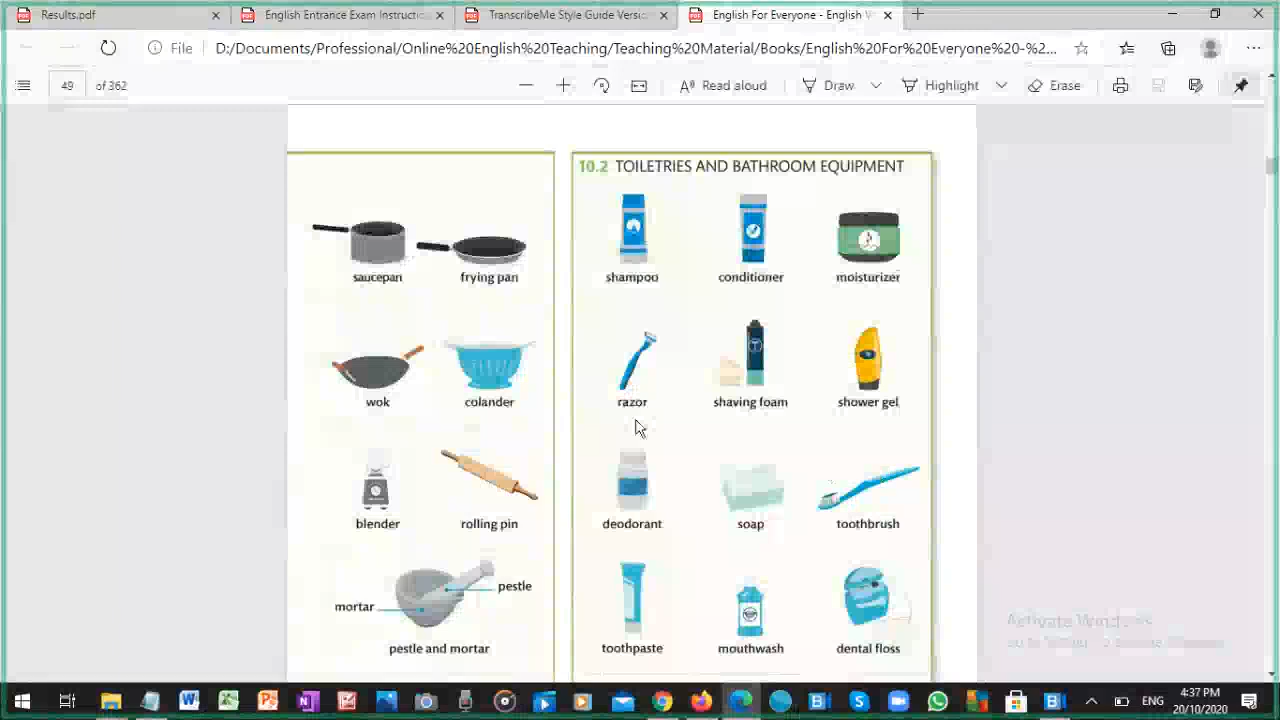 Results.pdf
English Entrance Exam Instructic
TranscribeMe Style Guide Versio
English For Everyone - English V
File
D:/Documents/Professional/Online%20English%20Teaching/Teaching%20Material/Books/English%20For%20Everyone%20-%2...
49 of 362
Read aloud
Draw
Highlight
Erase
10.2 TOILETRIES AND BATHROOM EQUIPMENT
saucepan frying pan
shampoo conditioner moisturizer
wok colander
razor shaving foam shower gel
blender rolling pin
deodorant soap toothbrush
pestle
mortar
pestle and mortar
toothpaste mouthwash dental floss
Activate
ENG
4:37 PM
20/10/2020